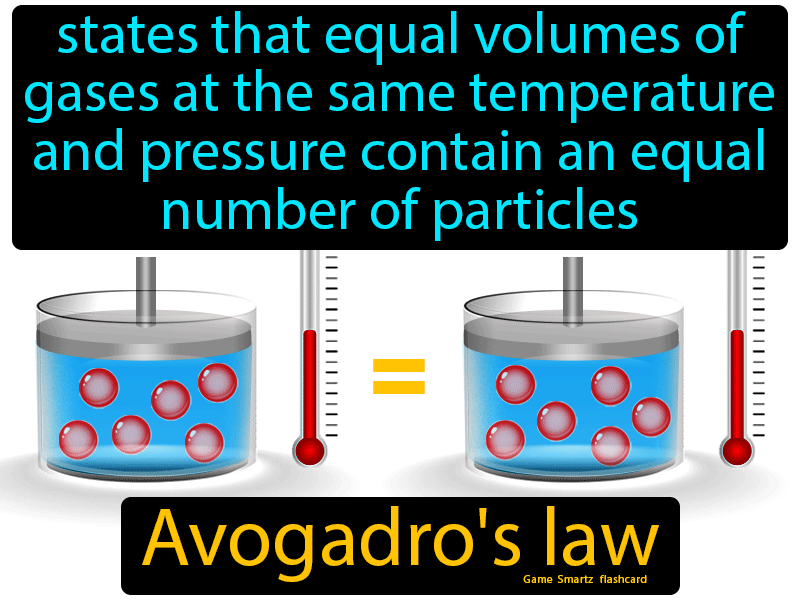 states that equal volumes of
gases at the same temperature
and pressure contain an equal
number of particles
=
Avogadro's law
Game Smartz flashcard